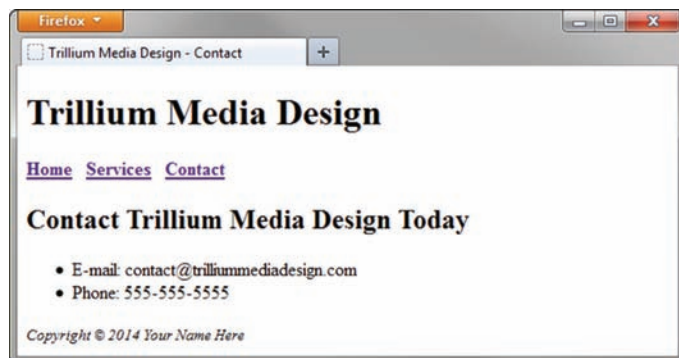 Firefox
Trillium Media Design - Contact
Trillium Media Design
Home Services Contact
Contact Trillium Media Design Today
• E-mail: contact@trilliummediadesign.com
• Phone: 555-555-5555
Copyright © 2014 Your Name Here